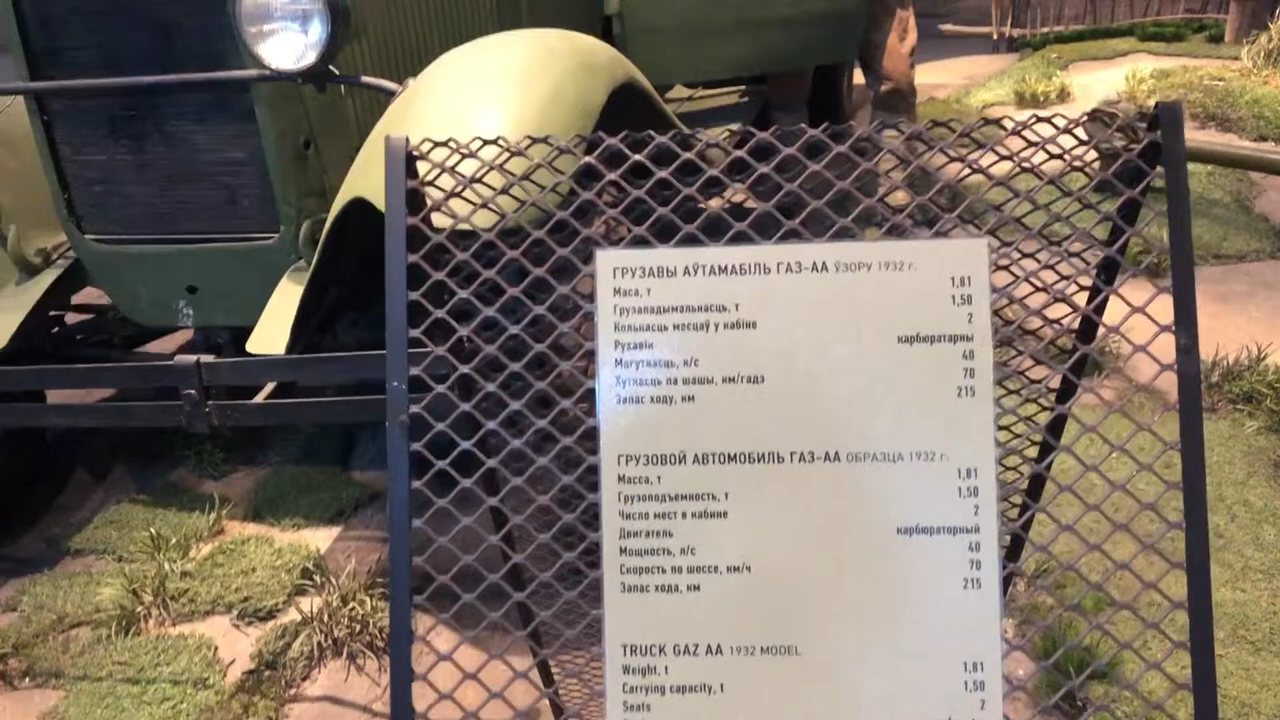 ГРУЗАВЫ АЎТАМАБІЛЬ ГАЗ-АА ЎЗОРУ 1932 г.
Маса, т 1,81
Грузападымальнасць, т 1,50
Колькасць месцаў у кабіне 2
Рухавік карбюратарны
Магутнасць, к/с 40
Хуткасць па шашы, км/гадз 70
Запас ходу, км 215
ГРУЗОВОЙ АВТОМОБИЛЬ ГАЗ-АА ОБРАЗЦА 1932 г.
Масса, т 1,81
Грузоподъемность, т 1,50
Число мест в кабине 2
Двигатель карбюраторный
Мощность, л/с 40
Скорость по шоссе, км/ч 70
Запас хода, км 215
TRUCK GAZ AA 1932 MODEL
Weight, t 1,81
Carrying capacity, t 1,50
Seats 2